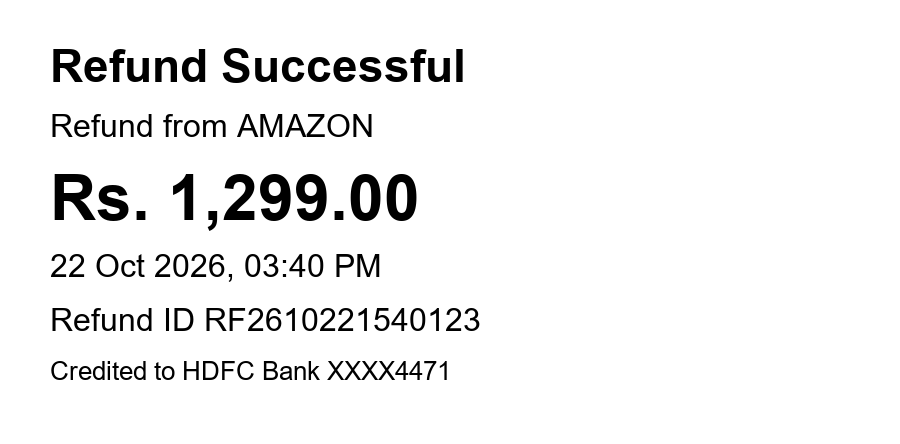 Refund Successful
Refund from AMAZON
Rs. 1,299.00
22 Oct 2026, 03:40 PM
Refund ID RF2610221540123
Credited to HDFC Bank XXXX4471